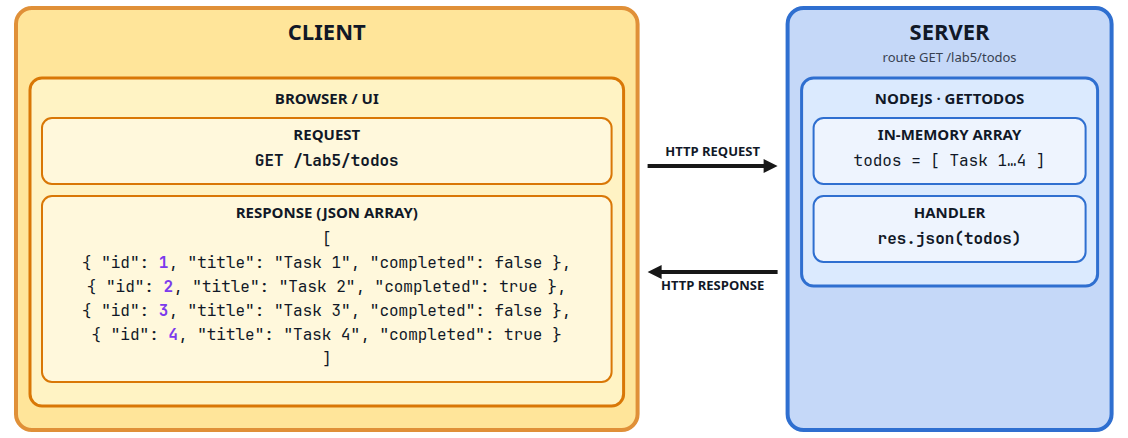 CLIENT
BROWSER / UI
REQUEST
GET /lab5/todos
RESPONSE (JSON ARRAY)
[
{ "id": 1, "title": "Task 1", "completed": false },
{ "id": 2, "title": "Task 2", "completed": true },
{ "id": 3, "title": "Task 3", "completed": false },
{ "id": 4, "title": "Task 4", "completed": true }
]
HTTP REQUEST
HTTP RESPONSE
SERVER
route GET /lab5/todos
NODEJS · GETTODOS
IN-MEMORY ARRAY
todos = [ Task 1…4 ]
HANDLER
res.json(todos)